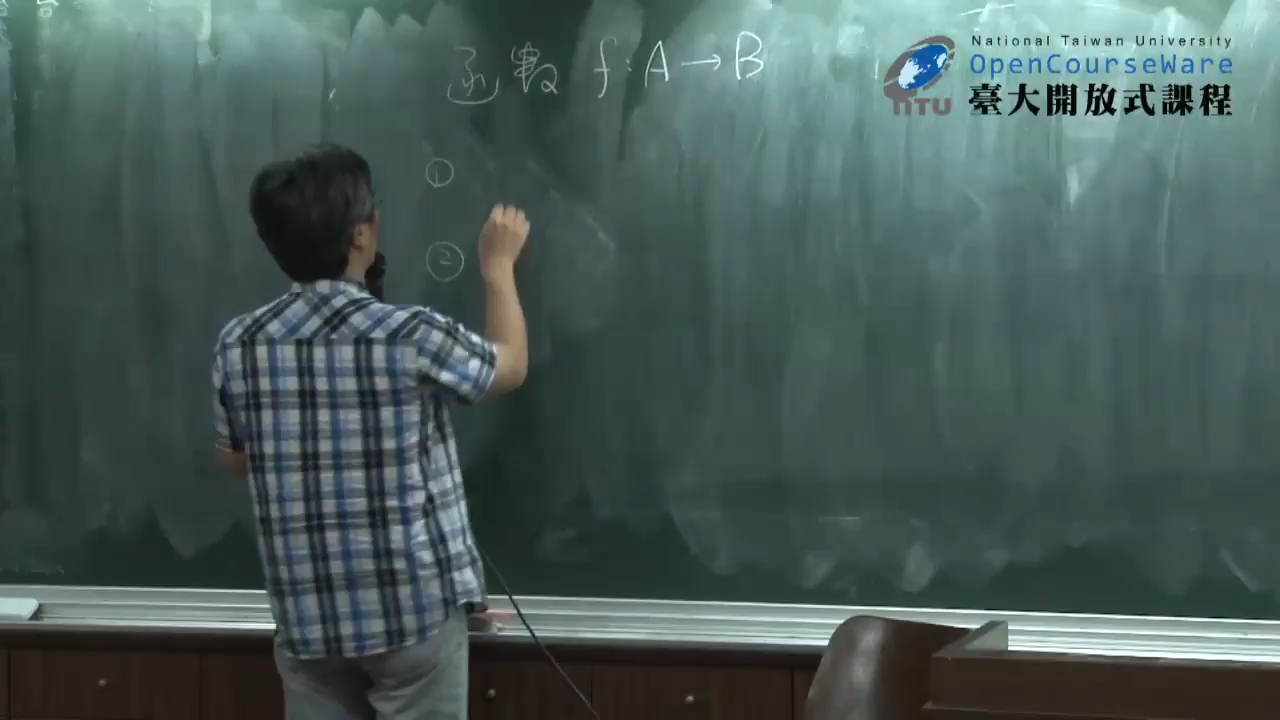 National Taiwan University
OpenCourseWare
NTU 臺大開放式課程
函數 f: A → B
①
②